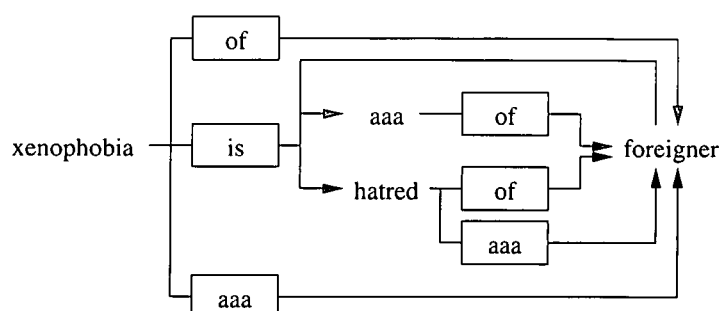 of
aaa of
xenophobia is foreigner
hatred of
aaa
aaa